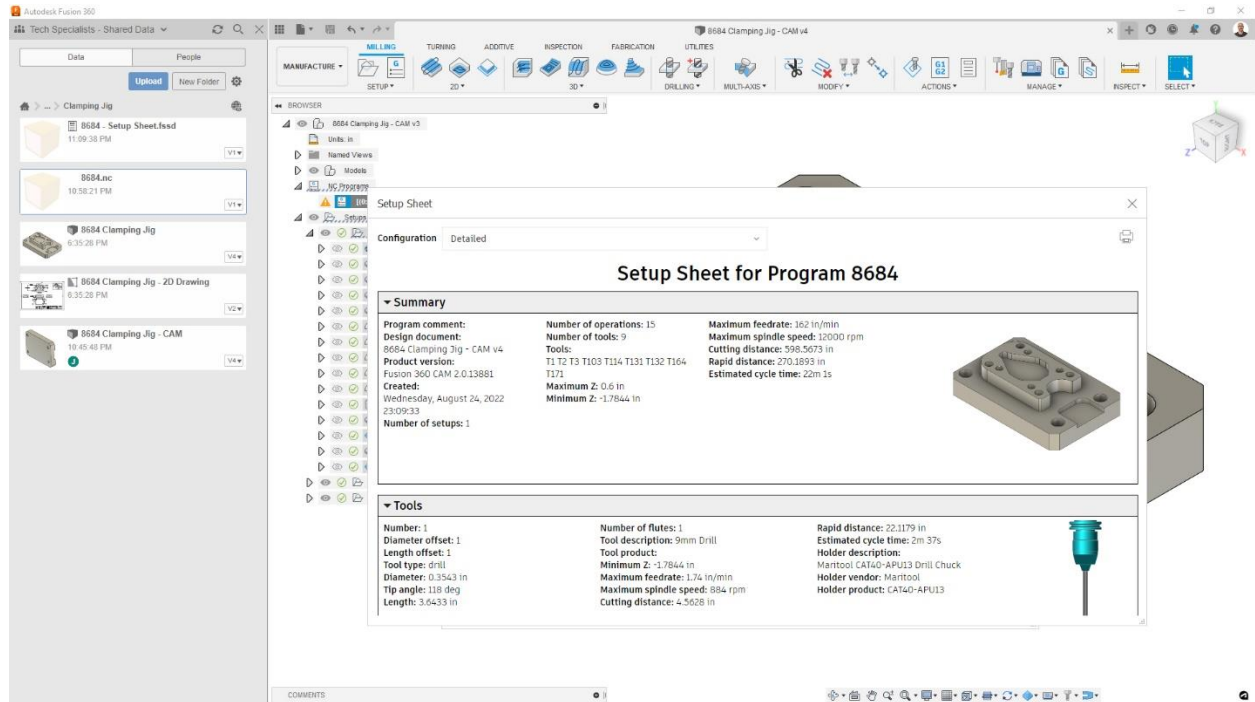 Autodesk Fusion 360
Tech Specialists - Shared Data
8684 Clamping Jig - CAM v4
Data
People
Upload
New Folder
... > Clamping Jig
8684 - Setup Sheet.fssd
11:09:38 PM
V1
8684.nc
10:58:21 PM
V1
8684 Clamping Jig
6:35:28 PM
V4
8684 Clamping Jig - 2D Drawing
6:35:28 PM
V2
8684 Clamping Jig - CAM
10:45:48 PM
J
V4
MILLING
TURNING
ADDITIVE
INSPECTION
FABRICATION
UTILITIES
MANUFACTURE
G
G1
G2
G
SETUP
2D
3D
DRILLING
MULTI-AXIS
MODIFY
ACTIONS
MANAGE
INSPECT
SELECT
BROWSER
8684 Clamping Jig - CAM v3
Units: in
Named Views
Models
NC Programs
Setups
Z
X
Setup Sheet
Configuration Detailed
Setup Sheet for Program 8684
Summary
Program comment:
Design document:
8684 Clamping Jig - CAM v4
Product version:
Fusion 360 CAM 2.0.13881
Created:
Wednesday, August 24, 2022
23:09:33
Number of setups: 1
Number of operations: 15
Number of tools: 9
Tools:
T1 T2 T3 T103 T114 T131 T132 T164
T171
Maximum Z: 0.6 in
Minimum Z: -1.7844 in
Maximum feedrate: 162 in/min
Maximum spindle speed: 12000 rpm
Cutting distance: 598.5673 in
Rapid distance: 270.1893 in
Estimated cycle time: 22m 1s
Tools
Number: 1
Diameter offset: 1
Length offset: 1
Tool type: drill
Diameter: 0.3543 in
Tip angle: 118 deg
Length: 3.6433 in
Number of flutes: 1
Tool description: 9mm Drill
Tool product:
Minimum Z: -1.7844 in
Maximum feedrate: 1.74 in/min
Maximum spindle speed: 884 rpm
Cutting distance: 4.5628 in
Rapid distance: 22.1179 in
Estimated cycle time: 2m 37s
Holder description:
Maritool CAT40-APU13 Drill Chuck
Holder vendor: Maritool
Holder product: CAT40-APU13
COMMENTS